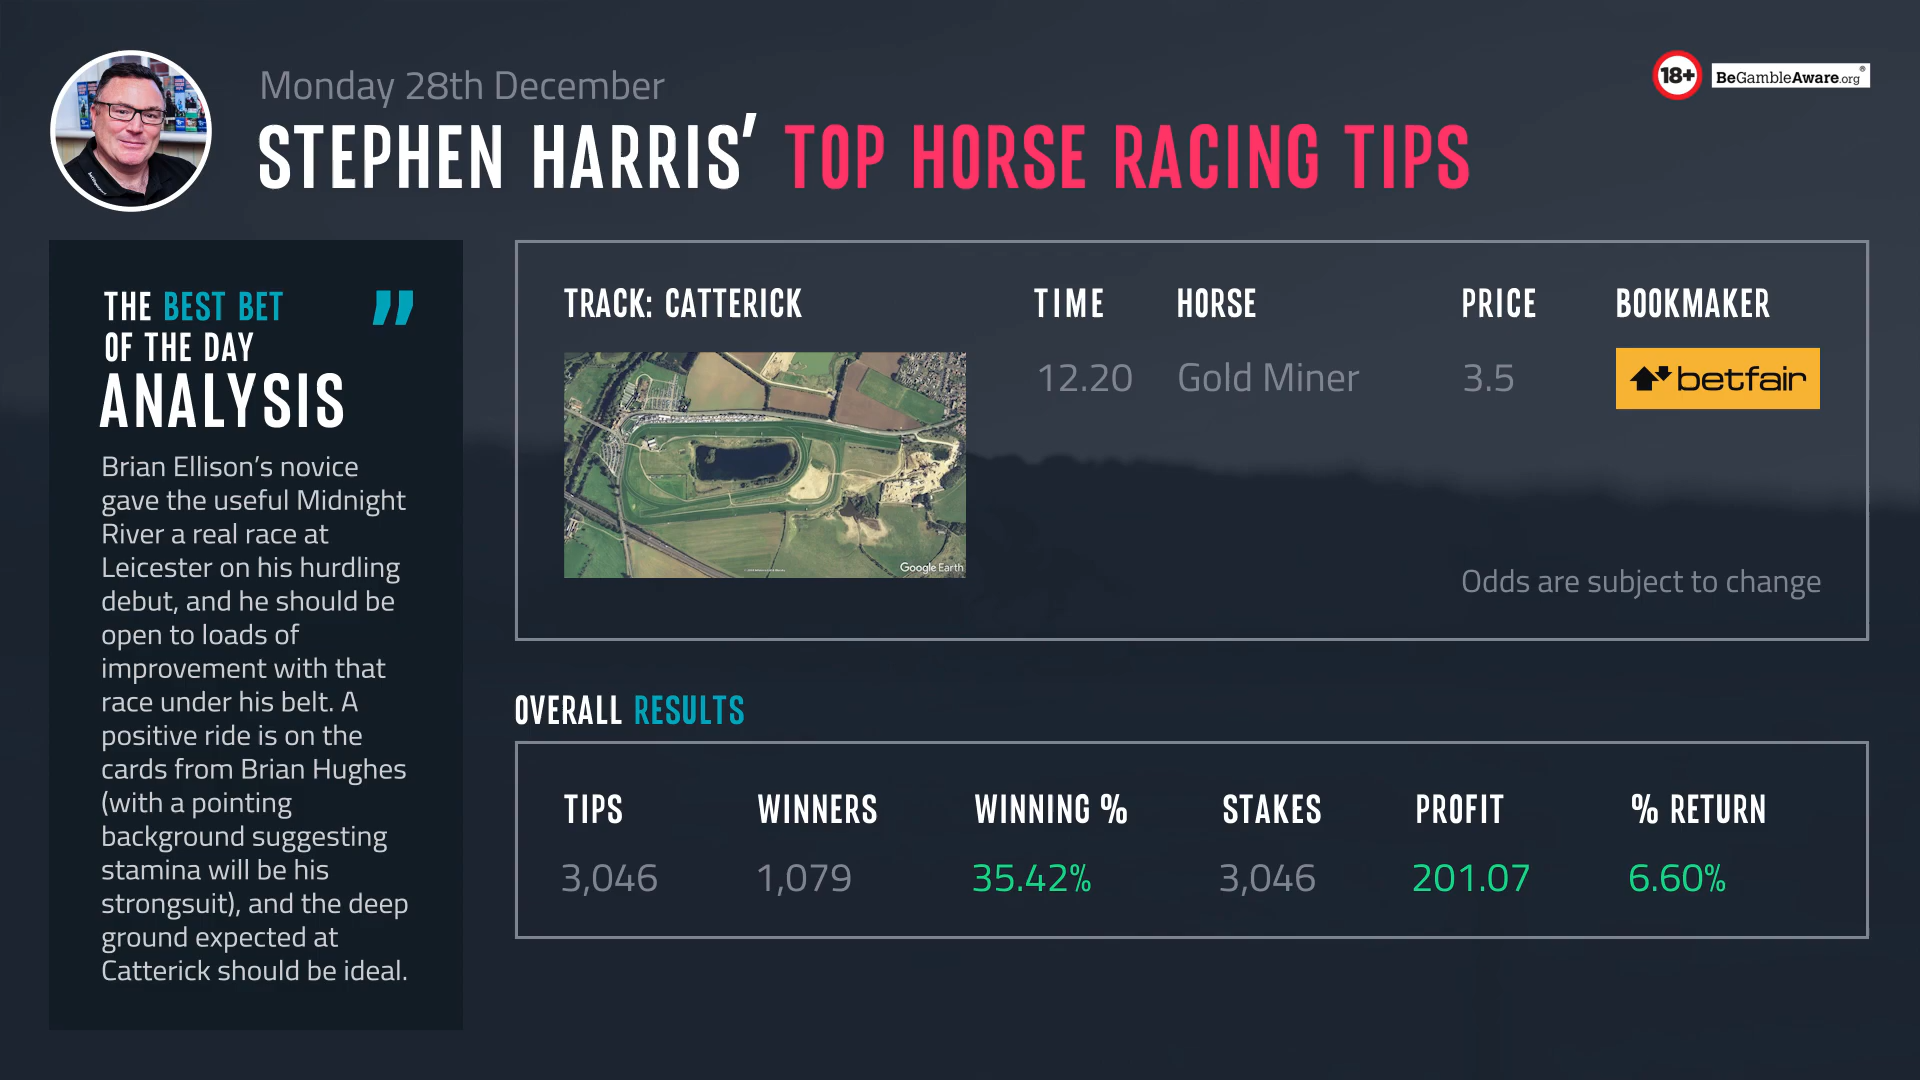 Monday 28th December
STEPHEN HARRIS' TOP HORSE RACING TIPS
18+
BeGambleAware.org®
THE BEST BET
OF THE DAY
ANALYSIS
"
Brian Ellison's novice
gave the useful Midnight
River a real race at
Leicester on his hurdling
debut, and he should be
open to loads of
improvement with that
race under his belt. A
positive ride is on the
cards from Brian Hughes
(with a pointing
background suggesting
stamina will be his
strongsuit), and the deep
ground expected at
Catterick should be ideal.
TRACK: CATTERICK TIME HORSE PRICE BOOKMAKER
12.20 Gold Miner 3.5 betfair
Google Earth
Odds are subject to change
OVERALL RESULTS
TIPS WINNERS WINNING % STAKES PROFIT % RETURN
3,046 1,079 35.42% 3,046 201.07 6.60%